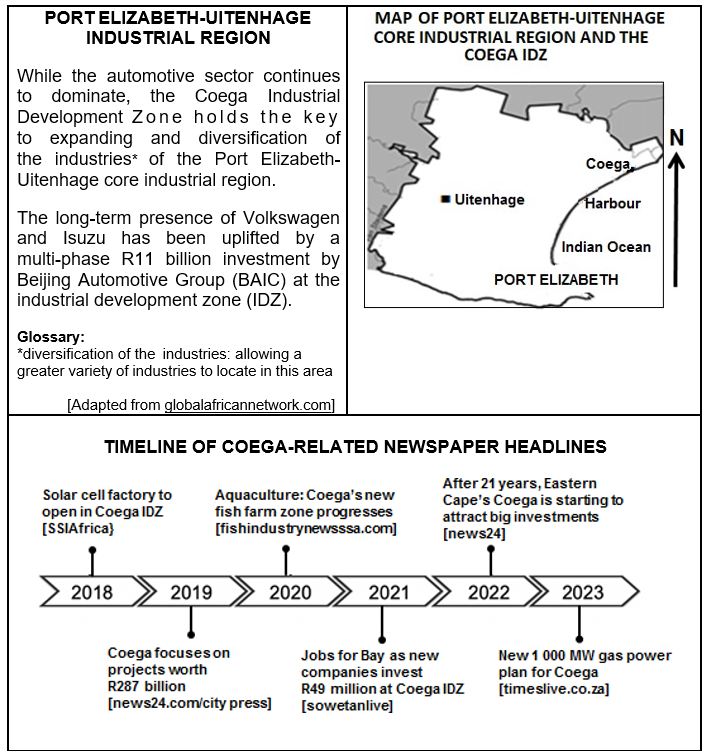 PORT ELIZABETH-UITENHAGE
INDUSTRIAL REGION
While the automotive sector continues
to dominate, the Coega Industrial
Development Zone holds the key
to expanding and diversification of
the industries* of the Port Elizabeth-
Uitenhage core industrial region.
The long-term presence of Volkswagen
and Isuzu has been uplifted by a
multi-phase R11 billion investment by
Beijing Automotive Group (BAIC) at the
industrial development zone (IDZ).
Glossary:
*diversification of the industries: allowing a
greater variety of industries to locate in this area
[Adapted from globalafricannetwork.com]
MAP OF PORT ELIZABETH-UITENHAGE
CORE INDUSTRIAL REGION AND THE
COEGA IDZ
N
Coega
Uitenhage
Harbour
Indian Ocean
PORT ELIZABETH
TIMELINE OF COEGA-RELATED NEWSPAPER HEADLINES
Solar cell factory to
open in Coega IDZ
[SSIAfrica}
Aquaculture: Coega's new
fish farm zone progresses
[fishindustrynewsssa.com]
After 21 years, Eastern
Cape's Coega is starting to
attract big investments
[news24]
2018
2019
2020
2021
2022
2023
Coega focuses on
projects worth
R287 billion
[news24.com/city press]
Jobs for Bay as new
companies invest
R49 million at Coega IDZ
[sowetanlive]
New 1 000 MW gas power
plan for Coega
[timeslive.co.za]